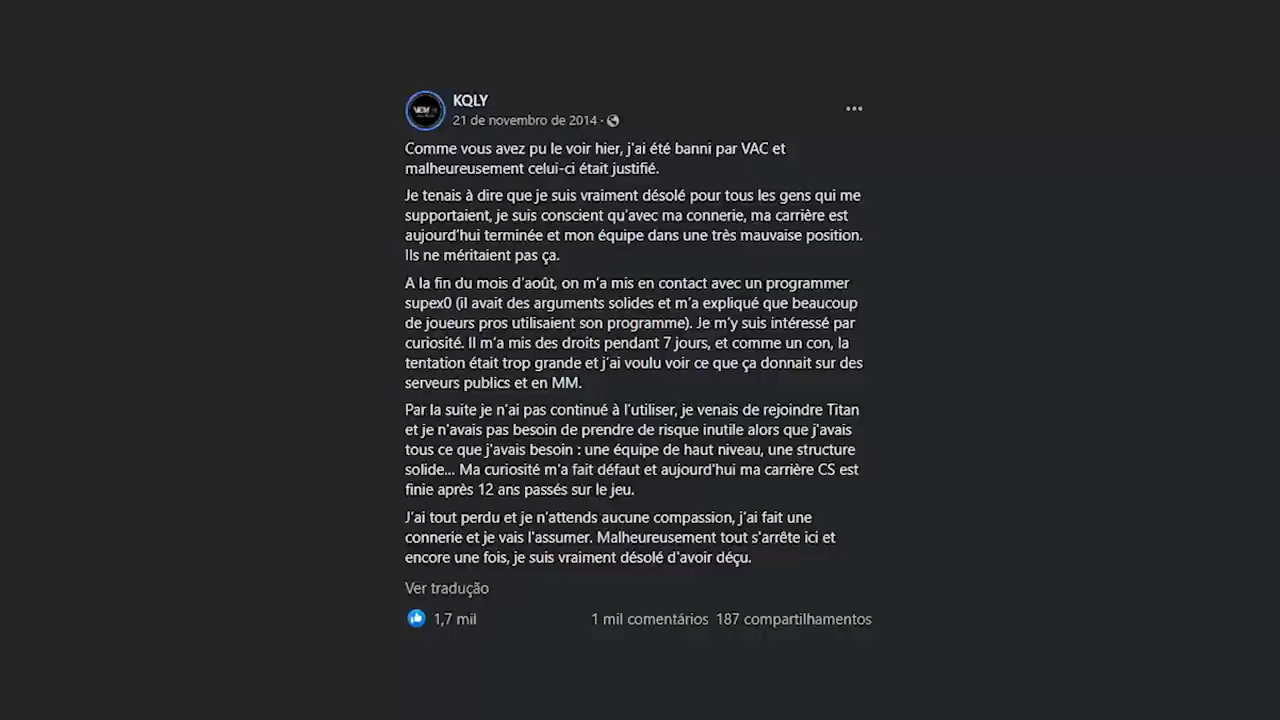 KQLY
21 de novembro de 2014 ·
Comme vous avez pu le voir hier, j'ai été banni par VAC et
malheureusement celui-ci était justifié.
Je tenais à dire que je suis vraiment désolé pour tous les gens qui me
supportaient, je suis conscient qu'avec ma connerie, ma carrière est
aujourd'hui terminée et mon équipe dans une très mauvaise position.
Ils ne méritaient pas ça.
A la fin du mois d'août, on m'a mis en contact avec un programmer
supex0 (il avait des arguments solides et m'a expliqué que beaucoup
de joueurs pros utilisaient son programme). Je m'y suis intéressé par
curiosité. Il m'a mis des droits pendant 7 jours, et comme un con, la
tentation était trop grande et j'ai voulu voir ce que ça donnait sur des
serveurs publics et en MM.
Par la suite je n'ai pas continué à l'utiliser, je venais de rejoindre Titan
et je n'avais pas besoin de prendre de risque inutile alors que j'avais
tous ce que j'avais besoin : une équipe de haut niveau, une structure
solide... Ma curiosité m'a fait défaut et aujourd'hui ma carrière CS est
finie après 12 ans passés sur le jeu.
J'ai tout perdu et je n'attends aucune compassion, j'ai fait une
connerie et je vais l'assumer. Malheureusement tout s'arrête ici et
encore une fois, je suis vraiment désolé d'avoir déçu.
Ver tradução
1,7 mil 1 mil comentários 187 compartilhamentos